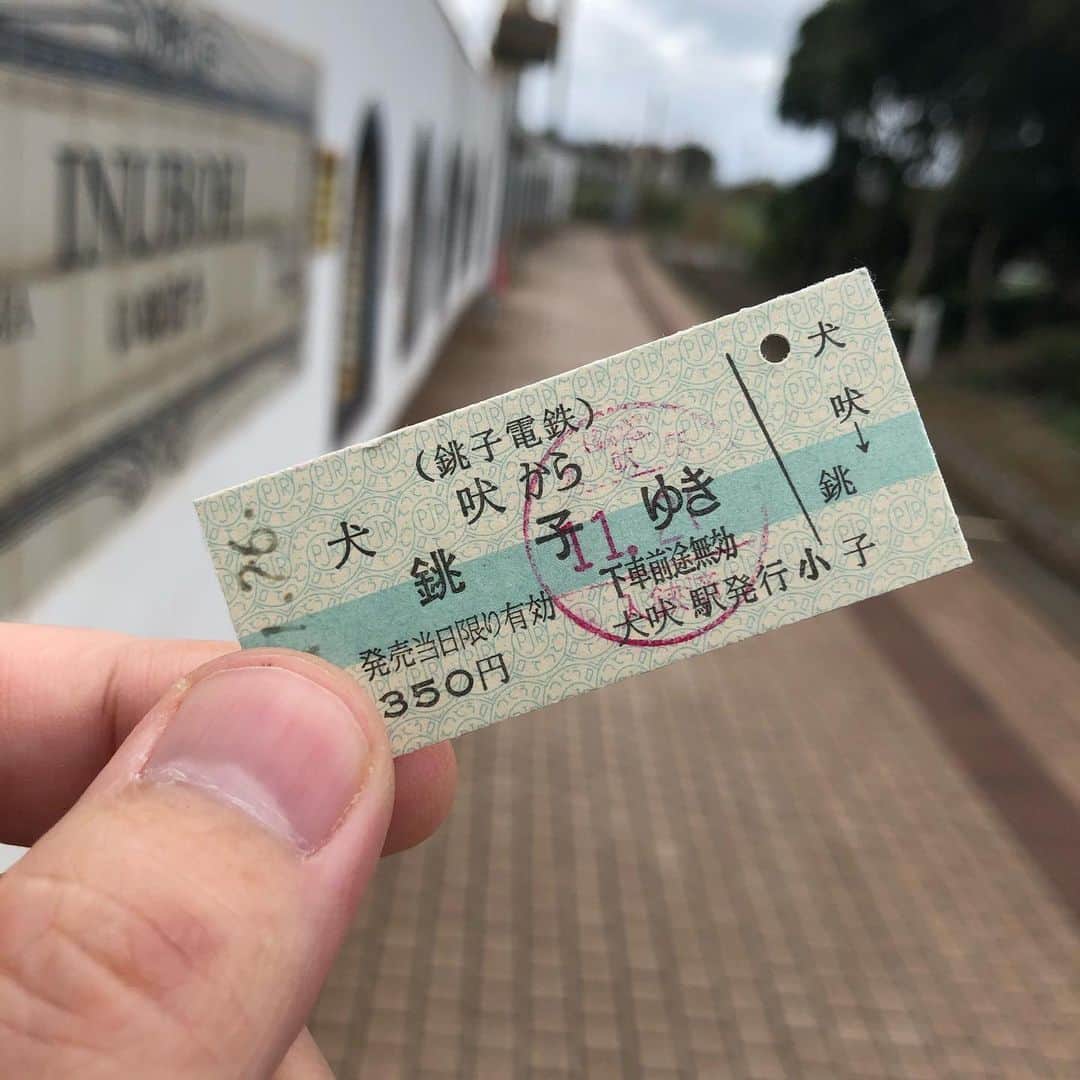 INUBOH
(銚子電鉄)
犬吠から
銚子ゆき
発売当日限り有効
下車前途無効
350円
犬吠駅発行
犬吠↓銚子
小
11.